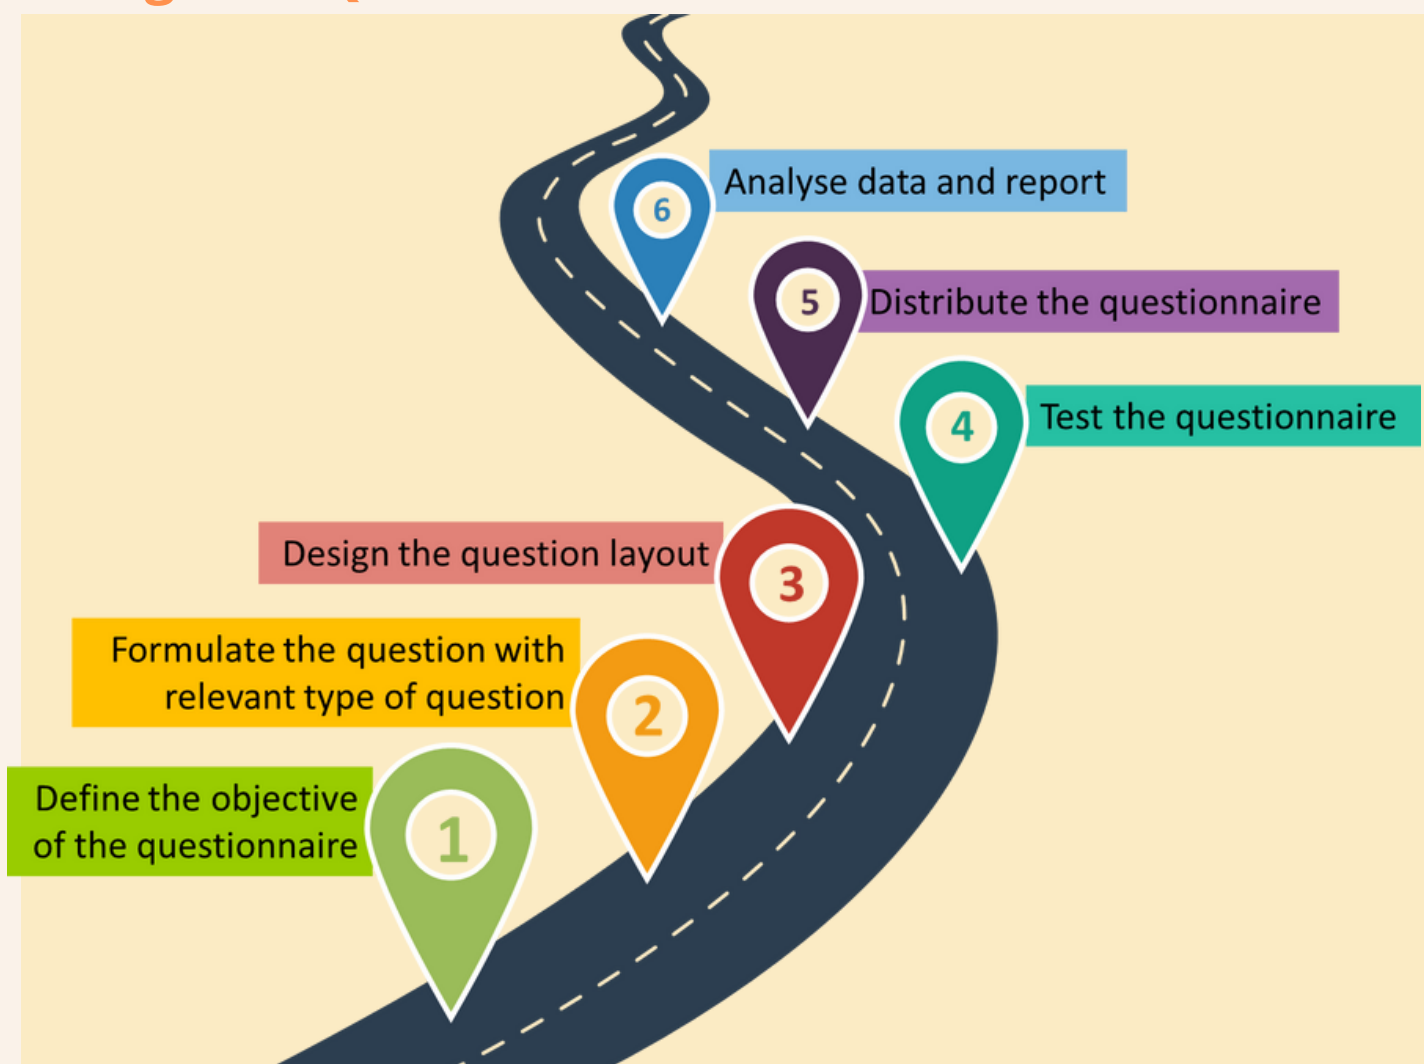 6
Analyse data and report
5
Distribute the questionnaire
4
Test the questionnaire
Design the question layout
3
Formulate the question with
relevant type of question
2
Define the objective
of the questionnaire
1